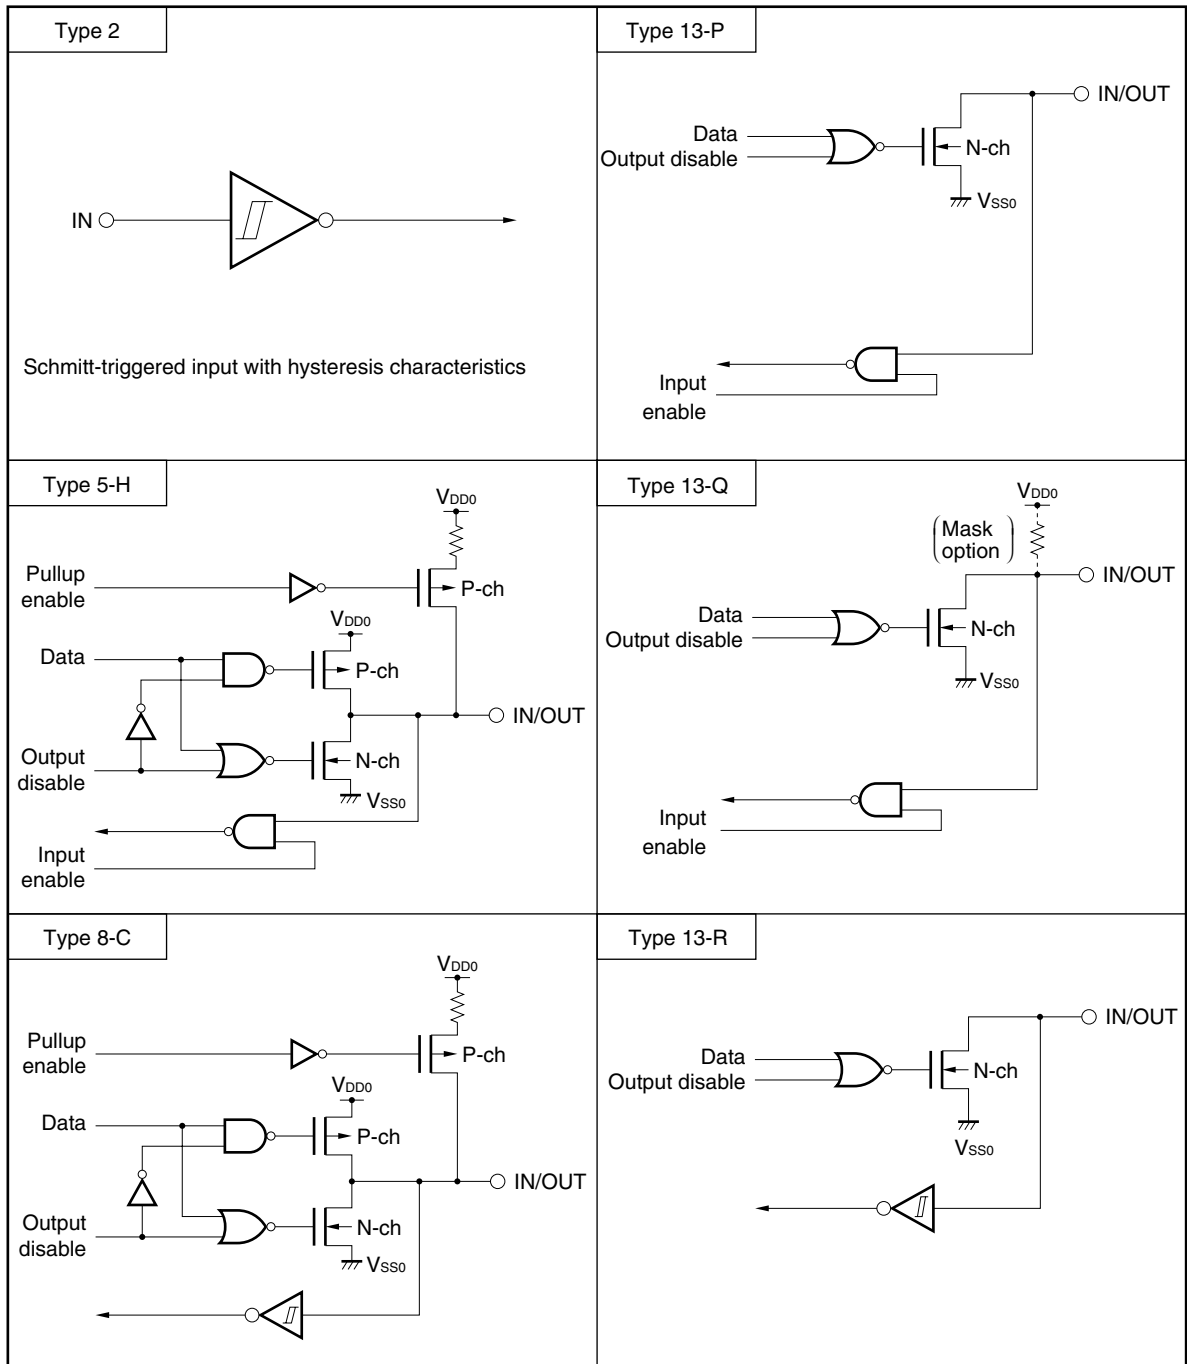 Type 2
IN
Schmitt-triggered input with hysteresis characteristics
Type 13-P
IN/OUT
Data
Output disable
N-ch
VSS0
Input
enable
Type 5-H
VDD0
Pullup
enable
P-ch
VDD0
Data
P-ch
IN/OUT
Output
disable
N-ch
VSS0
Input
enable
Type 13-Q
VDD0
(Mask
option)
IN/OUT
Data
Output disable
N-ch
VSS0
Input
enable
Type 8-C
VDD0
Pullup
enable
P-ch
VDD0
Data
P-ch
IN/OUT
Output
disable
N-ch
VSS0
Type 13-R
IN/OUT
Data
Output disable
N-ch
VSS0